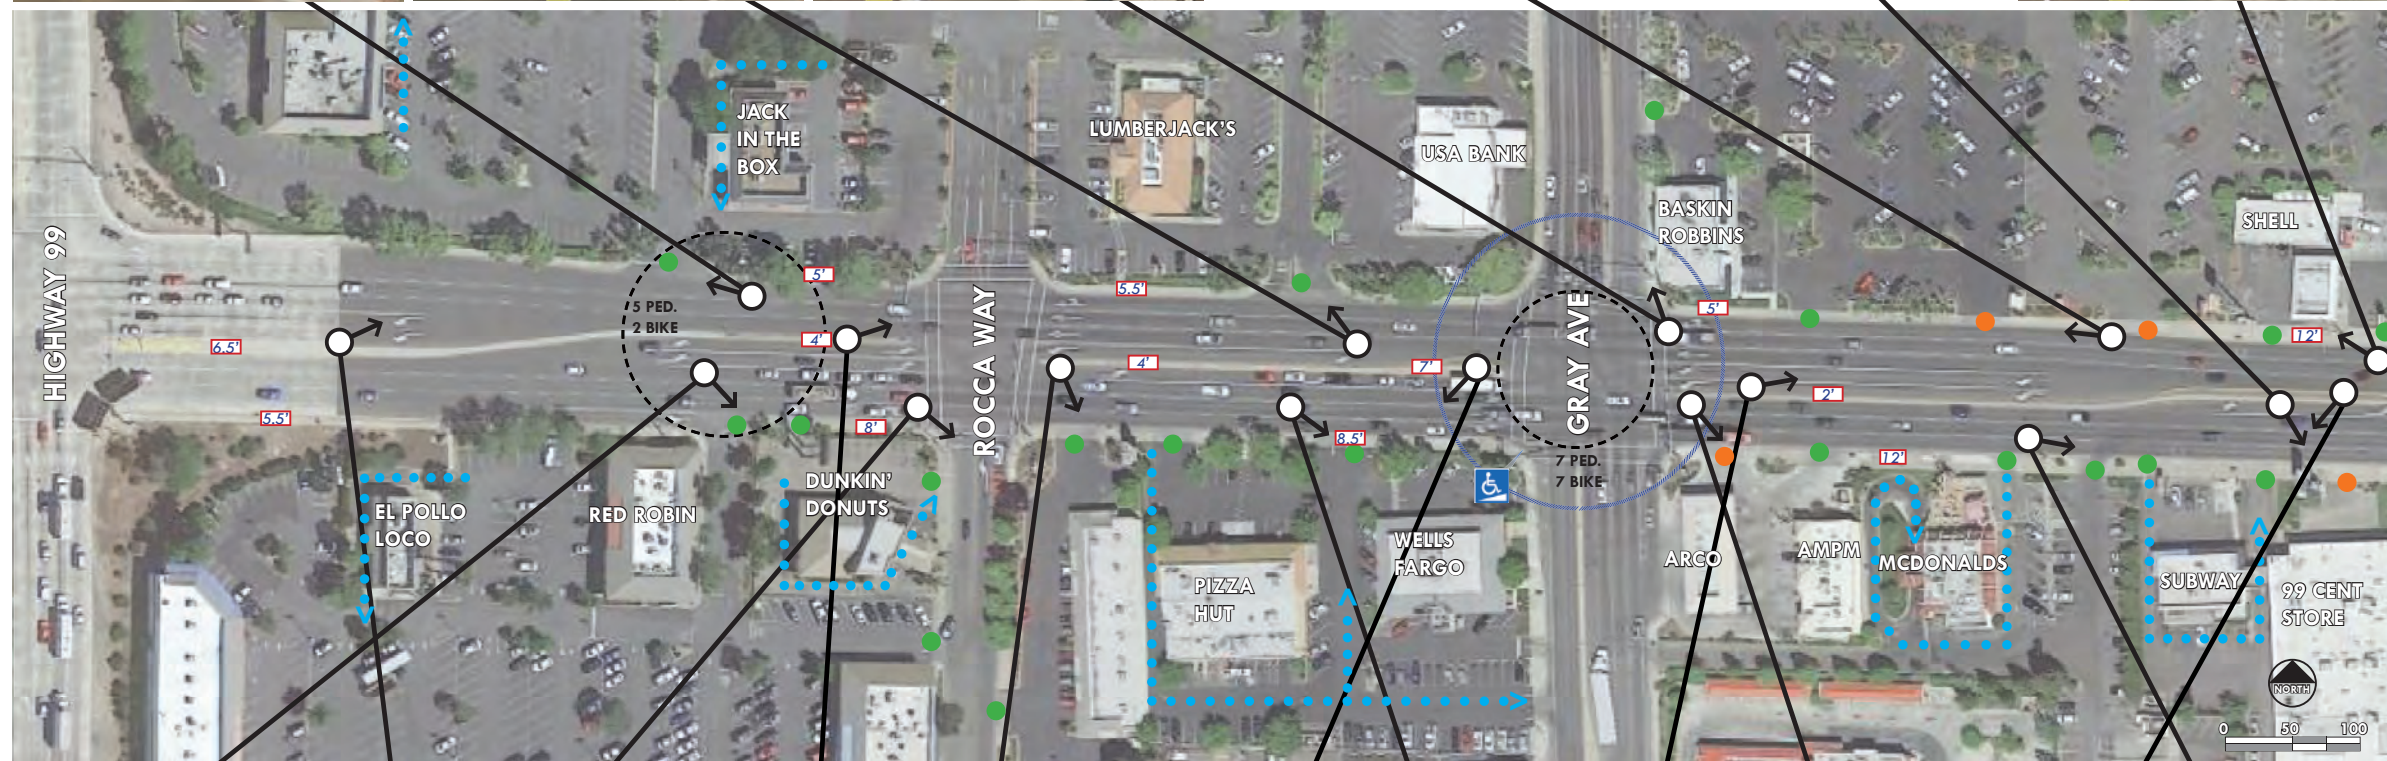 HIGHWAY 99
6.5'
5.5'
JACK
IN THE
BOX
5 PED.
2 BIKE
5'
4'
8'
EL POLLO
LOCO
RED ROBIN
DUNKIN'
DONUTS
ROCCA WAY
LUMBERJACK'S
USA BANK
5.5'
4'
7'
8.5'
PIZZA
HUT
WELLS
FARGO
GRAY AVE
7 PED.
7 BIKE
BASKIN
ROBBINS
5'
2'
12'
ARCO
AMPM
MCDONALDS
SHELL
12'
SUBWAY
99 CENT
STORE
NORTH
0 50 100